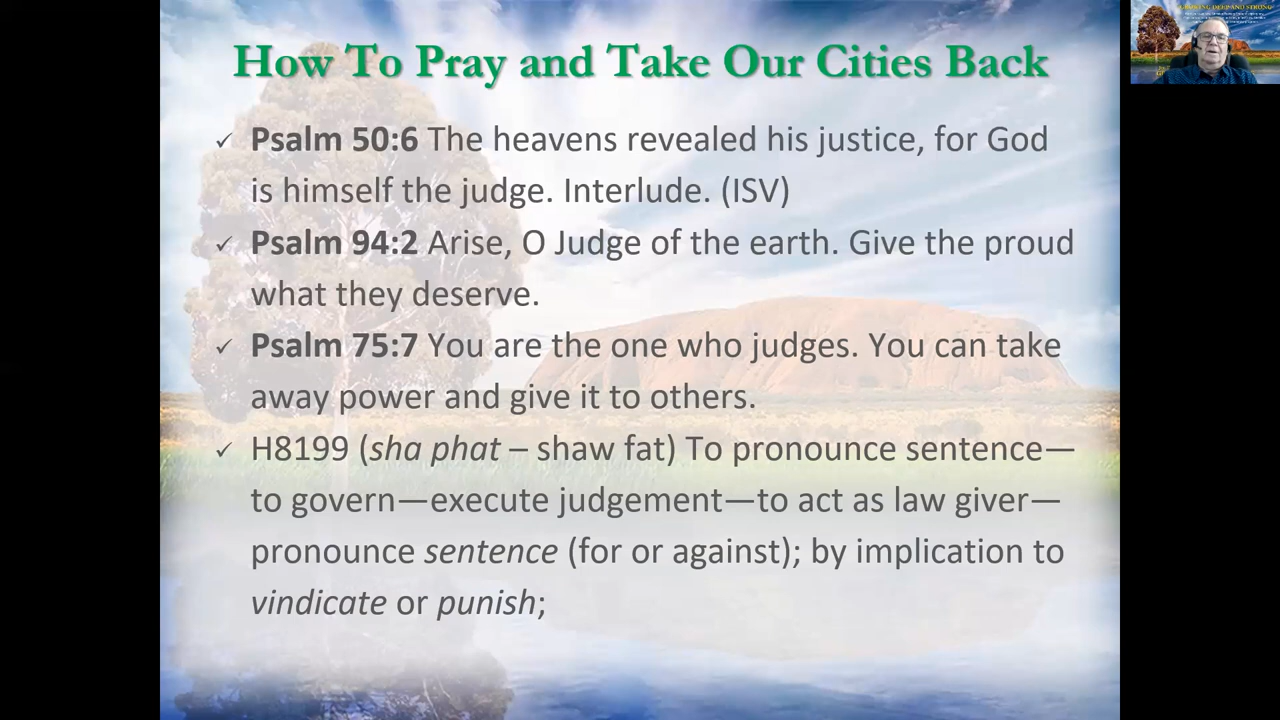 How To Pray and Take Our Cities Back
✓ Psalm 50:6 The heavens revealed his justice, for God
is himself the judge. Interlude. (ISV)
✓ Psalm 94:2 Arise, O Judge of the earth. Give the proud
what they deserve.
✓ Psalm 75:7 You are the one who judges. You can take
away power and give it to others.
✓ H8199 (sha phat – shaw fat) To pronounce sentence—
to govern—execute judgement—to act as law giver—
pronounce sentence (for or against); by implication to
vindicate or punish;
GROWING DEEP AND STRONG